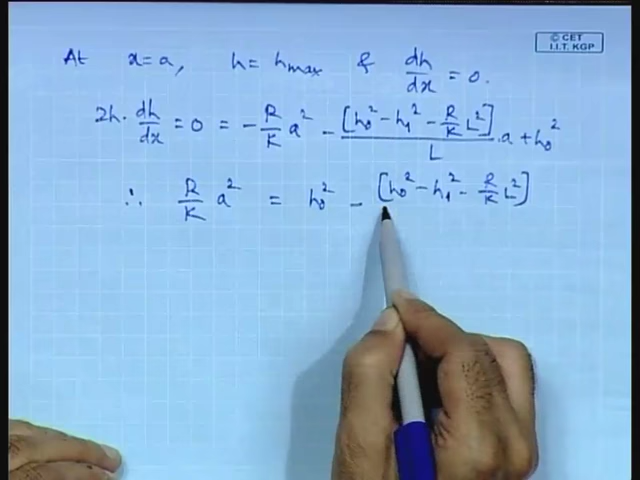 © CET
I.I.T. KGP
At x=a, h = hmax & dh/dx = 0.
2h·dh/dx = 0 = -R/K a² - [h₀² - h₁² - R/K L²]/L ·a + h₀²
∴ R/K a² = h₀² - [h₀² - h₁² - R/K L²]